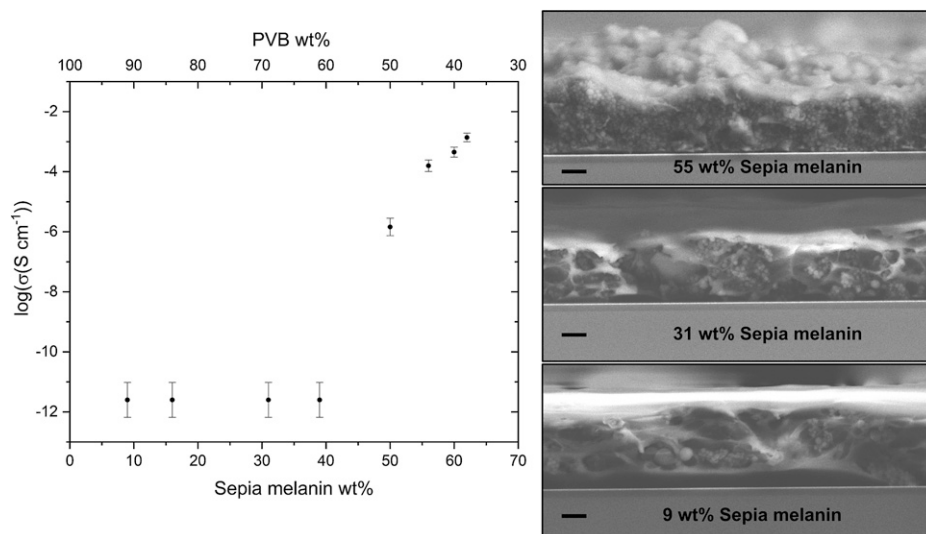 PVB wt%
100 90 80 70 60 50 40 30
-2
-4
-6
-8
-10
-12
log(σ(S cm⁻¹))
0 10 20 30 40 50 60 70
Sepia melanin wt%
55 wt% Sepia melanin
31 wt% Sepia melanin
9 wt% Sepia melanin